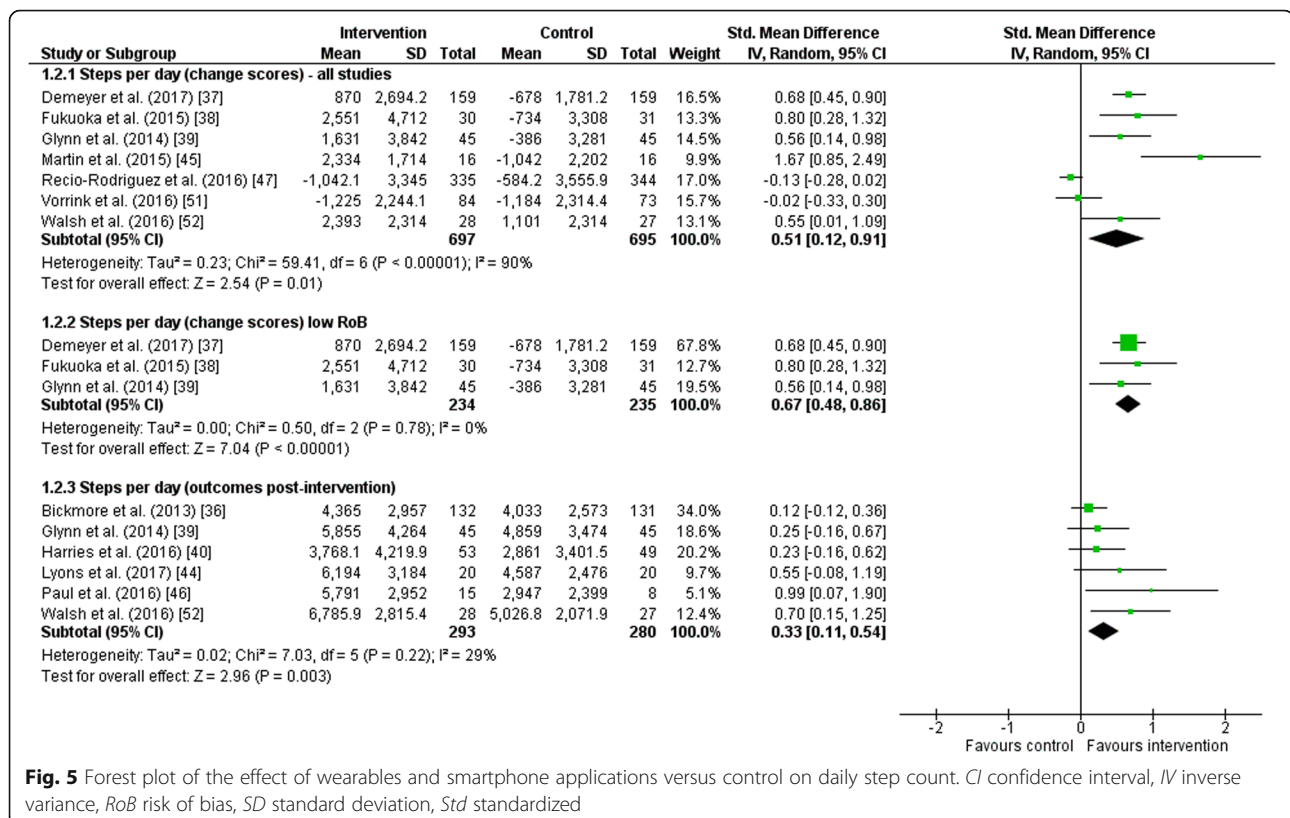 Intervention Control Std. Mean Difference Std. Mean Difference
Study or Subgroup Mean SD Total Mean SD Total Weight IV, Random, 95% CI IV, Random, 95% CI
1.2.1 Steps per day (change scores) - all studies
Demeyer et al. (2017) [37] 870 2,694.2 159 -678 1,781.2 159 16.5% 0.68 [0.45, 0.90]
Fukuoka et al. (2015) [38] 2,551 4,712 30 -734 3,308 31 13.3% 0.80 [0.28, 1.32]
Glynn et al. (2014) [39] 1,631 3,842 45 -386 3,281 45 14.5% 0.56 [0.14, 0.98]
Martin et al. (2015) [45] 2,334 1,714 16 -1,042 2,202 16 9.9% 1.67 [0.85, 2.49]
Recio-Rodriguez et al. (2016) [47] -1,042.1 3,345 335 -584.2 3,555.9 344 17.0% -0.13 [-0.28, 0.02]
Vorrink et al. (2016) [51] -1,225 2,244.1 84 -1,184 2,314.4 73 15.7% -0.02 [-0.33, 0.30]
Walsh et al. (2016) [52] 2,393 2,314 28 1,101 2,314 27 13.1% 0.55 [0.01, 1.09]
Subtotal (95% CI) 697 695 100.0% 0.51 [0.12, 0.91]
Heterogeneity: Tau² = 0.23; Chi² = 59.41, df = 6 (P < 0.00001); I² = 90%
Test for overall effect: Z = 2.54 (P = 0.01)
1.2.2 Steps per day (change scores) low RoB
Demeyer et al. (2017) [37] 870 2,694.2 159 -678 1,781.2 159 67.8% 0.68 [0.45, 0.90]
Fukuoka et al. (2015) [38] 2,551 4,712 30 -734 3,308 31 12.7% 0.80 [0.28, 1.32]
Glynn et al. (2014) [39] 1,631 3,842 45 -386 3,281 45 19.5% 0.56 [0.14, 0.98]
Subtotal (95% CI) 234 235 100.0% 0.67 [0.48, 0.86]
Heterogeneity: Tau² = 0.00; Chi² = 0.50, df = 2 (P = 0.78); I² = 0%
Test for overall effect: Z = 7.04 (P < 0.00001)
1.2.3 Steps per day (outcomes post-intervention)
Bickmore et al. (2013) [36] 4,365 2,957 132 4,033 2,573 131 34.0% 0.12 [-0.12, 0.36]
Glynn et al. (2014) [39] 5,855 4,264 45 4,859 3,474 45 18.6% 0.25 [-0.16, 0.67]
Harries et al. (2016) [40] 3,768.1 4,219.9 53 2,861 3,401.5 49 20.2% 0.23 [-0.16, 0.62]
Lyons et al. (2017) [44] 6,194 3,184 20 4,587 2,476 20 9.7% 0.55 [-0.08, 1.19]
Paul et al. (2016) [46] 5,791 2,952 15 2,947 2,399 8 5.1% 0.99 [0.07, 1.90]
Walsh et al. (2016) [52] 6,785.9 2,815.4 28 5,026.8 2,071.9 27 12.4% 0.70 [0.15, 1.25]
Subtotal (95% CI) 293 280 100.0% 0.33 [0.11, 0.54]
Heterogeneity: Tau² = 0.02; Chi² = 7.03, df = 5 (P = 0.22); I² = 29%
Test for overall effect: Z = 2.96 (P = 0.003)
-2 -1 0 1 2
Favours control Favours intervention
Fig. 5 Forest plot of the effect of wearables and smartphone applications versus control on daily step count. CI confidence interval, IV inverse
variance, RoB risk of bias, SD standard deviation, Std standardized